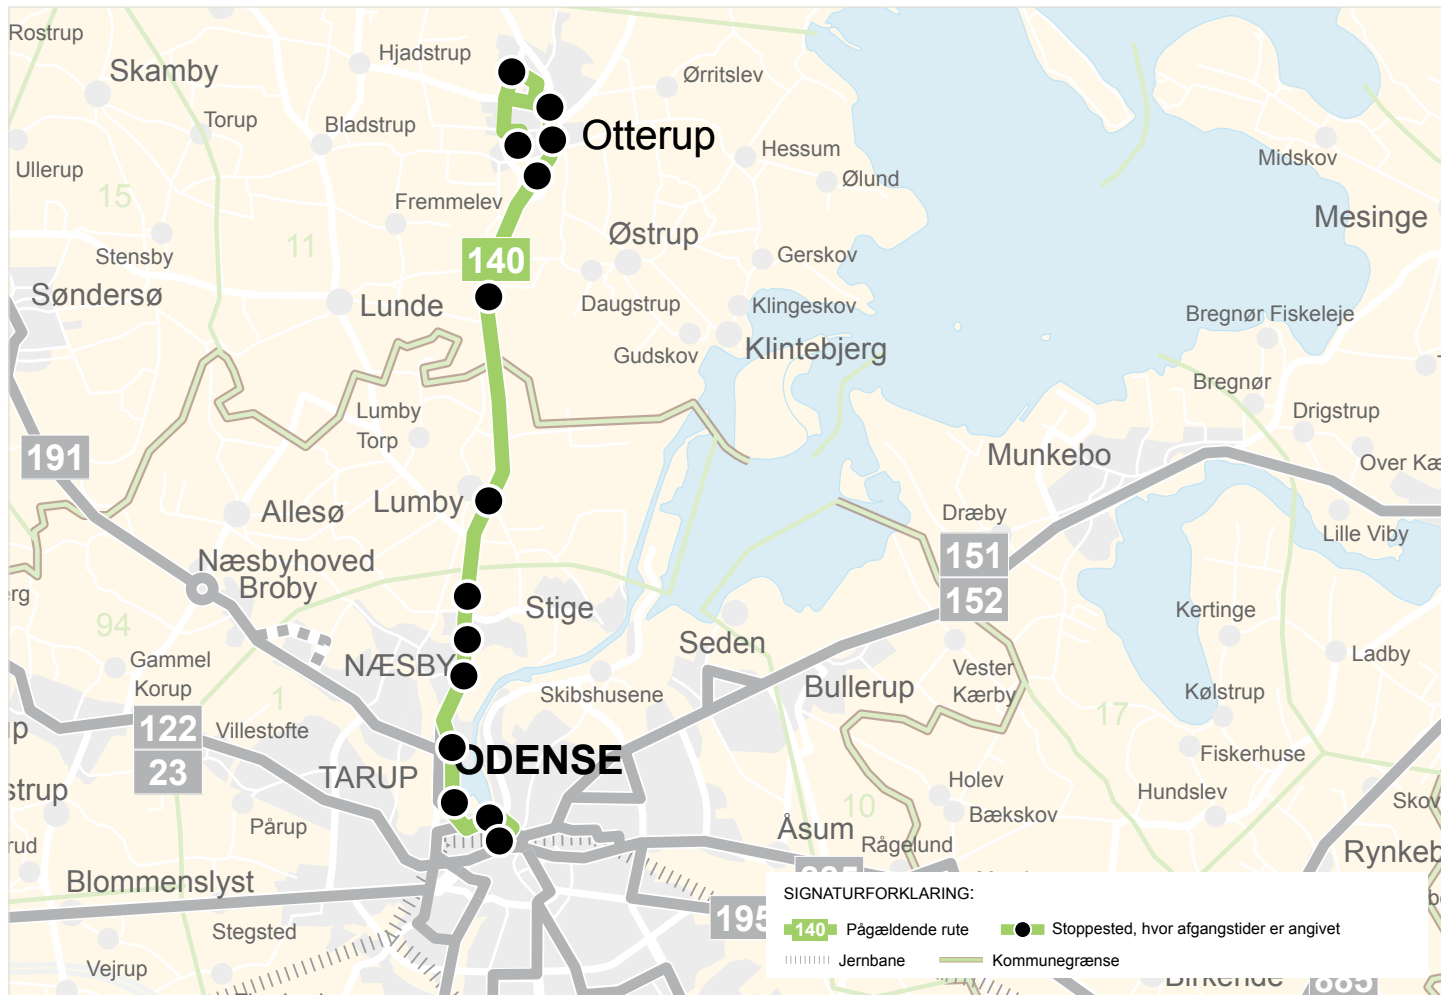 Rostrup
Hjadstrup
Skamby
Ørritslev
Torup
Bladstrup
Otterup
Hessum
Midskov
Ullerup
Ølund
15
Fremmelev
Mesinge
11
Østrup
Stensby
140
Gerskov
Søndersø
Lunde
Daugstrup
Klingeskov
Bregnør Fiskeleje
Gudskov
Klintebjerg
Bregnør
Lumby
Torp
Drigstrup
191
Munkebo
Over Kæ
Lumby
Allesø
Dræby
Lille Viby
151
Næsbyhoved
Broby
152
Stige
Kertinge
94
Seden
NÆSBY
Gammel
Korup
Ladby
Vester
Kærby
Skibshusene
Bullerup
Kølstrup
1
17
122
Villestofte
Fiskerhuse
ODENSE
23
TARUP
Holev
strup
Hundslev
10
Bækskov
Skov
Pårup
Åsum
Rågelund
Rynkeb
Blommenslyst
195
Stegsted
Vejrup
885
SIGNATURFORKLARING:
140 Pågældende rute
Stoppested, hvor afgangstider er angivet
Jernbane
Kommunegrænse